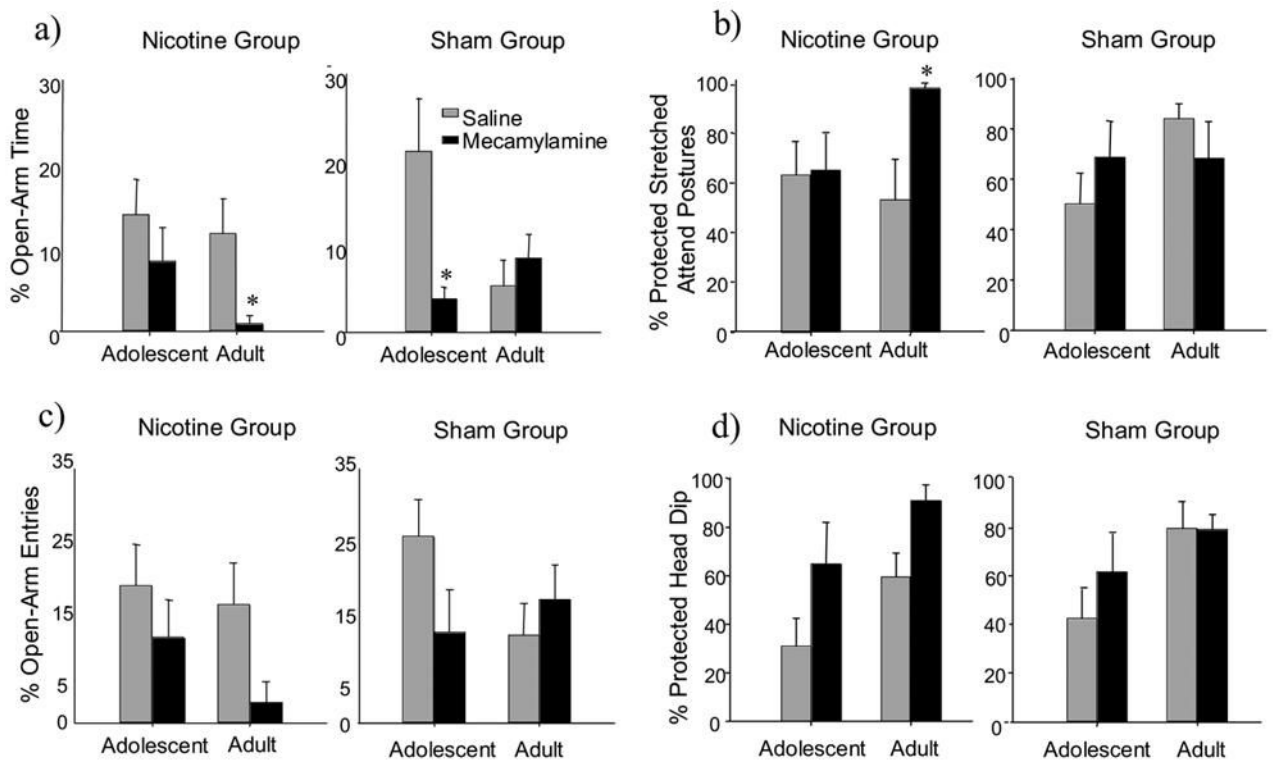 a)
Nicotine Group
Sham Group
% Open-Arm Time
30
20
10
0
*
Adolescent Adult
30
20
10
0
Saline
Mecamylamine
*
Adolescent Adult
b)
Nicotine Group
Sham Group
% Protected Stretched
Attend Postures
100
80
60
40
20
0
*
Adolescent Adult
100
80
60
40
20
0
Adolescent Adult
c)
Nicotine Group
Sham Group
% Open-Arm Entries
35
25
15
5
0
Adolescent Adult
35
25
15
5
0
Adolescent Adult
d)
Nicotine Group
Sham Group
% Protected Head Dip
100
80
60
40
20
0
Adolescent Adult
100
80
60
40
20
0
Adolescent Adult